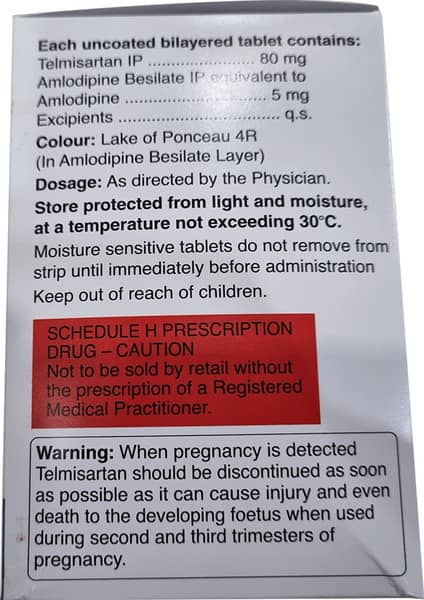 Each uncoated bilayered tablet contains:
Telmisartan IP ........................ 80 mg
Amlodipine Besilate IP equivalent to
Amlodipine ............................. 5 mg
Excipients ................................ q.s.
Colour: Lake of Ponceau 4R
(In Amlodipine Besilate Layer)
Dosage: As directed by the Physician.
Store protected from light and moisture,
at a temperature not exceeding 30°C.
Moisture sensitive tablets do not remove from
strip until immediately before administration
Keep out of reach of children.
SCHEDULE H PRESCRIPTION
DRUG – CAUTION
Not to be sold by retail without
the prescription of a Registered
Medical Practitioner.
Warning: When pregnancy is detected
Telmisartan should be discontinued as soon
as possible as it can cause injury and even
death to the developing foetus when used
during second and third trimesters of
pregnancy.